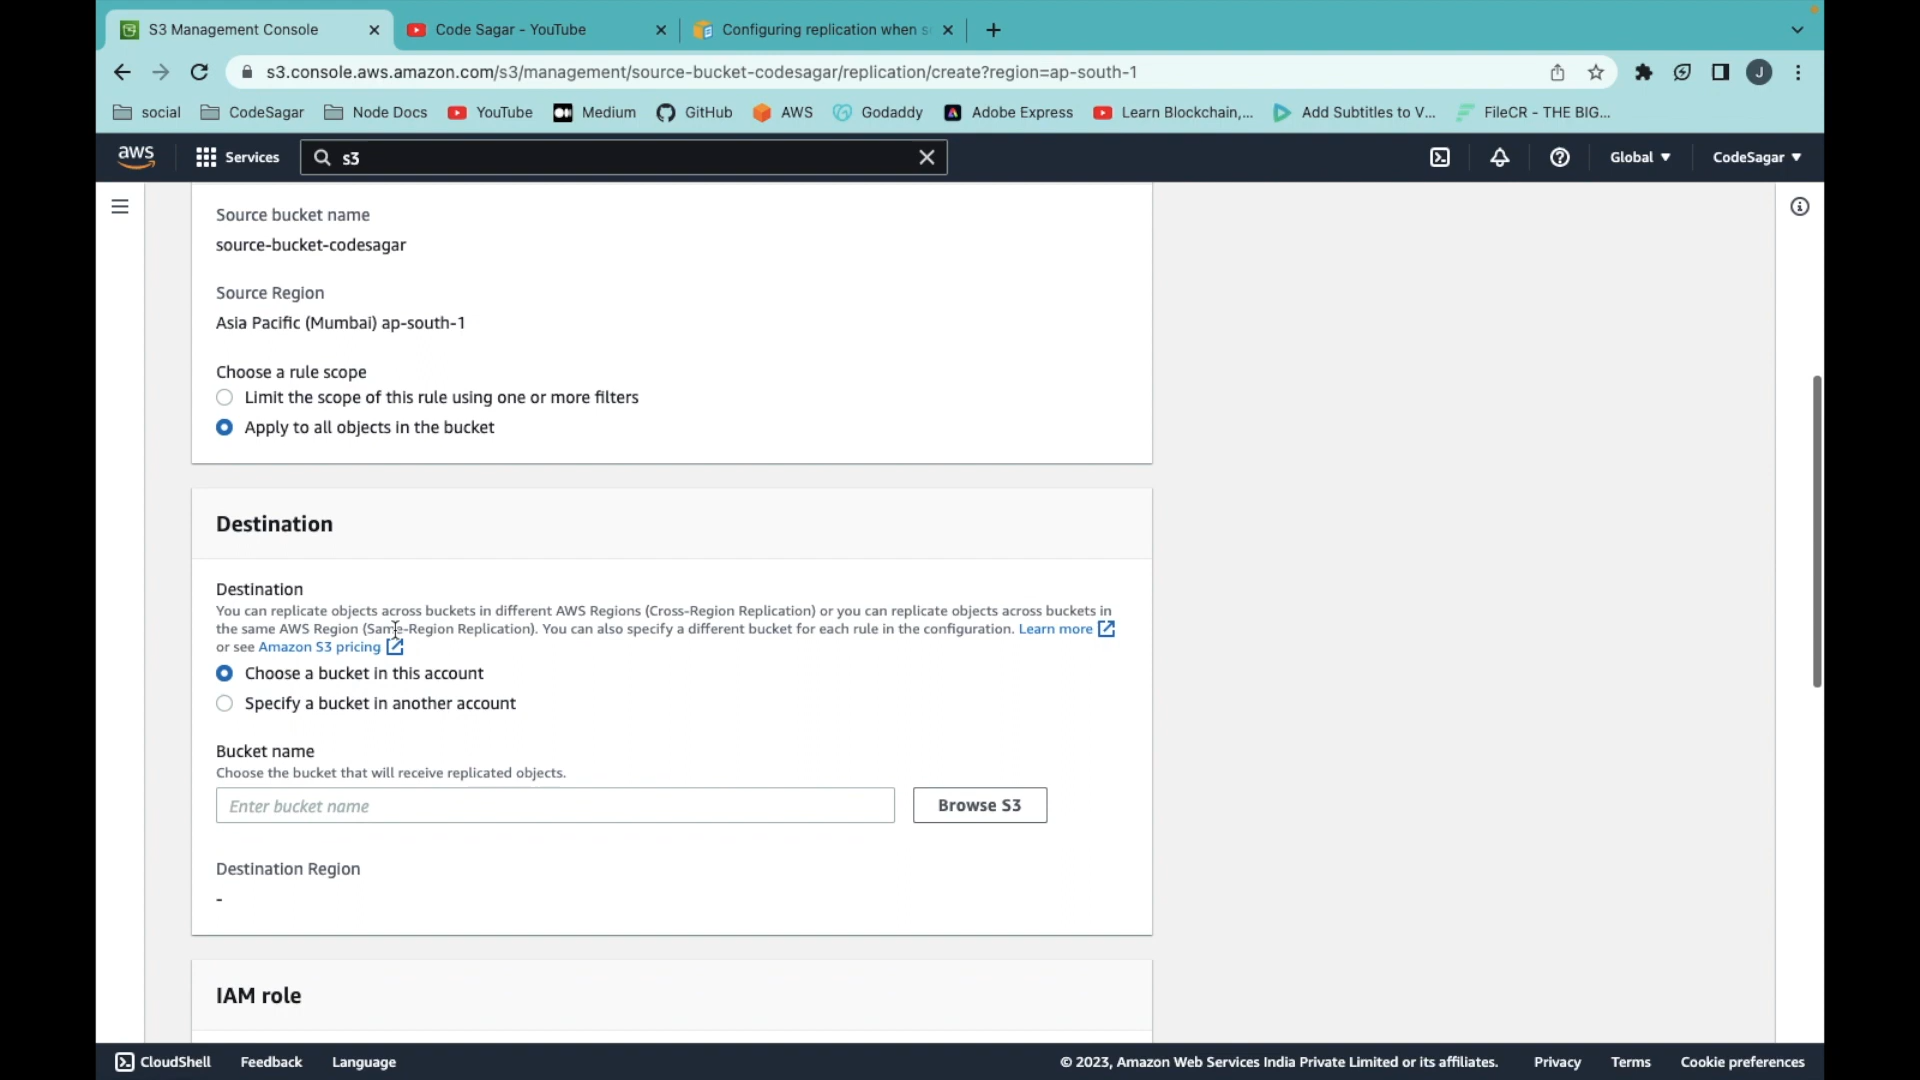 S3 Management Console
Code Sagar - YouTube
Configuring replication when s
s3.console.aws.amazon.com/s3/management/source-bucket-codesagar/replication/create?region=ap-south-1
J
social
CodeSagar
Node Docs
YouTube
Medium
GitHub
AWS
Godaddy
Adobe Express
Learn Blockchain,...
Add Subtitles to V...
FileCR - THE BIG...
aws
Services
s3
Global
CodeSagar
Source bucket name
source-bucket-codesagar
Source Region
Asia Pacific (Mumbai) ap-south-1
Choose a rule scope
Limit the scope of this rule using one or more filters
Apply to all objects in the bucket
Destination
Destination
You can replicate objects across buckets in different AWS Regions (Cross-Region Replication) or you can replicate objects across buckets in
the same AWS Region (Same-Region Replication). You can also specify a different bucket for each rule in the configuration. Learn more
or see Amazon S3 pricing
Choose a bucket in this account
Specify a bucket in another account
Bucket name
Choose the bucket that will receive replicated objects.
Enter bucket name
Browse S3
Destination Region
-
IAM role
CloudShell
Feedback
Language
© 2023, Amazon Web Services India Private Limited or its affiliates.
Privacy
Terms
Cookie preferences